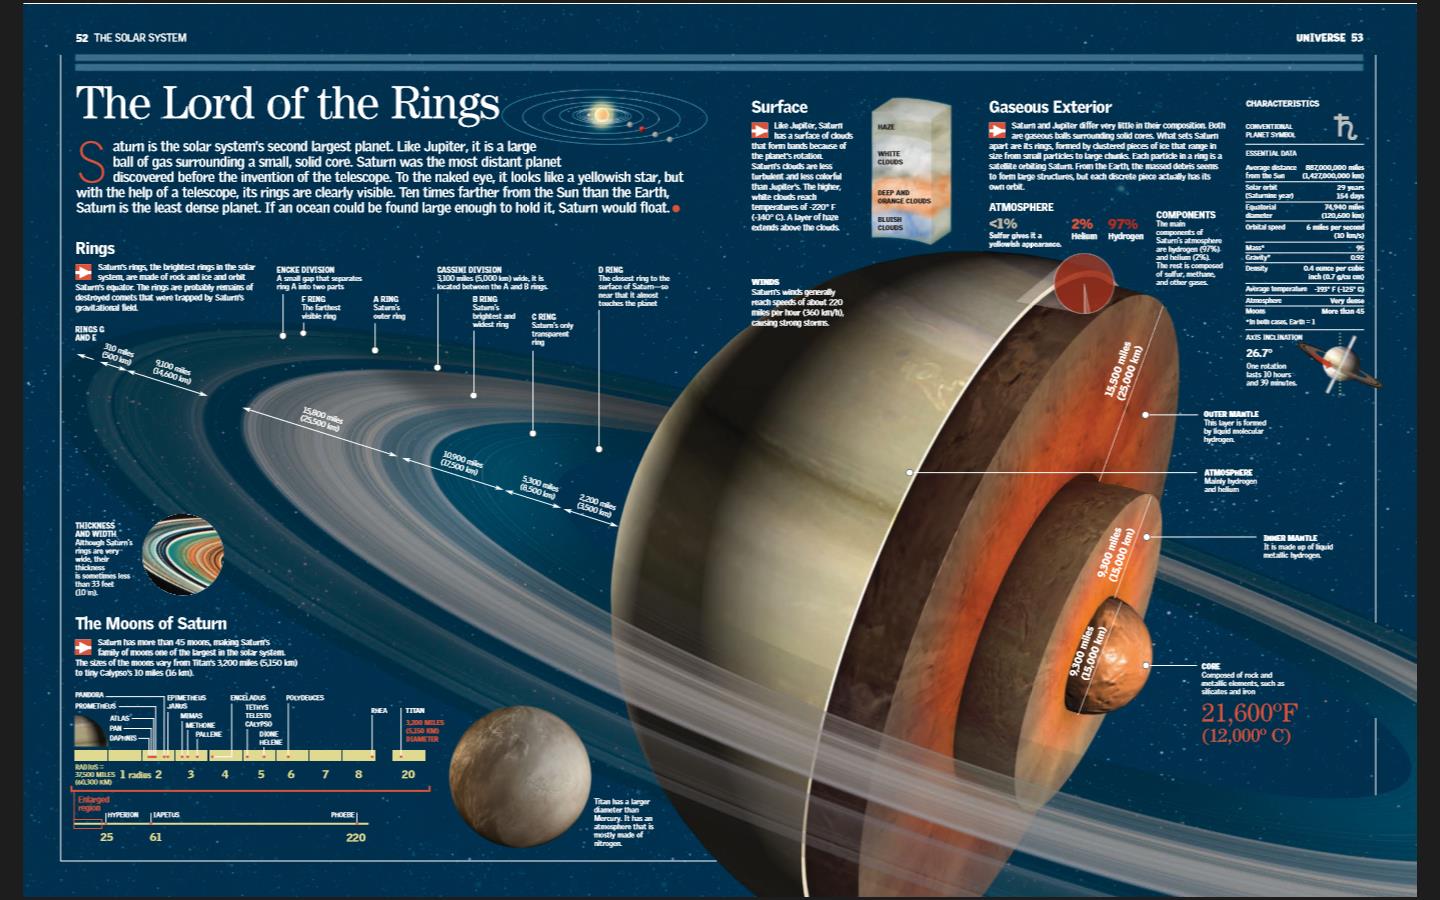 52 THE SOLAR SYSTEM
UNIVERSE 53
The Lord of the Rings
Saturn is the solar system's second largest planet. Like Jupiter, it is a large
ball of gas surrounding a small, solid core. Saturn was the most distant planet
discovered before the invention of the telescope. To the naked eye, it looks like a yellowish star, but
with the help of a telescope, its rings are clearly visible. Ten times farther from the Sun than the Earth,
Saturn is the least dense planet. If an ocean could be found large enough to hold it, Saturn would float.
Rings
Saturn's rings, the brightest rings in the solar
system, are made of rock and ice and orbit
Saturn's equator. The rings are probably remains of
destroyed comets that were trapped by Saturn's
gravitational field.
RINGS G
AND E
310 miles
(500 km)
9,100 miles
(14,600 km)
ENCKE DIVISION
A small gap that separates
ring A into two parts
F RING
The farthest
visible ring
A RING
Saturn's
outer ring
CASSINI DIVISION
3,100 miles (5,000 km) wide, it is
located between the A and B rings.
B RING
Saturn's
brightest and
widest ring
C RING
Saturn's only
transparent
ring
D RING
The closest ring to the
surface of Saturn—so
near that it almost
touches the planet
15,800 miles
(25,500 km)
10,900 miles
(17,500 km)
5,300 miles
(8,500 km)
2,200 miles
(3,500 km)
THICKNESS
AND WIDTH
Although Saturn's
rings are very
wide, their
thickness
is sometimes less
than 33 feet
(10 m).
The Moons of Saturn
Saturn has more than 45 moons, making Saturn's
family of moons one of the largest in the solar system.
The sizes of the moons vary from Titan's 3,200 miles (5,150 km)
to tiny Calypso's 10 miles (16 km).
PANDORA
PROMETHEUS
ATLAS
PAN
DAPHNIS
EPIMETHEUS
JANUS
MIMAS
METHONE
PALLENE
ENCELADUS
TETHYS
TELESTO
CALYPSO
DIONE
HELENE
POLYDEUCES
RHEA
TITAN
3,200 MILES
(5,150 KM)
DIAMETER
RADIUS =
37,500 MILES
(60,300 KM)
1 radius 2 3 4 5 6 7 8 20
Enlarged
region
HYPERION
IAPETUS
PHOEBE
25 61 220
Titan has a larger
diameter than
Mercury. It has an
atmosphere that is
mostly made of
nitrogen.
Surface
Like Jupiter, Saturn
has a surface of clouds
that form bands because of
the planet's rotation.
Saturn's clouds are less
turbulent and less colorful
than Jupiter's. The higher,
white clouds reach
temperatures of -220° F
(-140° C). A layer of haze
extends above the clouds.
HAZE
WHITE
CLOUDS
DEEP AND
ORANGE CLOUDS
BLUISH
CLOUDS
WINDS
Saturn's winds generally
reach speeds of about 220
miles per hour (360 km/h),
causing strong storms.
Gaseous Exterior
Saturn and Jupiter differ very little in their composition. Both
are gaseous balls surrounding solid cores. What sets Saturn
apart are its rings, formed by clustered pieces of ice that range in
size from small particles to large chunks. Each particle in a ring is a
satellite orbiting Saturn. From the Earth, the massed debris seems
to form large structures, but each discrete piece actually has its
own orbit.
ATMOSPHERE
<1%
Sulfur gives it a
yellowish appearance.
2%
Helium
97%
Hydrogen
COMPONENTS
The main
components of
Saturn's atmosphere
are hydrogen (97%)
and helium (2%).
The rest is composed
of sulfur, methane,
and other gases.
CHARACTERISTICS
CONVENTIONAL
PLANET SYMBOL
♄
ESSENTIAL DATA
Average distance from the Sun 887,000,000 miles (1,427,000,000 km)
Solar orbit (Saturnine year) 29 years 154 days
Equatorial diameter 74,940 miles (120,600 km)
Orbital speed 6 miles per second (10 km/s)
Mass* 95
Gravity* 0.92
Density 0.4 ounce per cubic inch (0.7 g/cu cm)
Average temperature -193° F (-125° C)
Atmosphere Very dense
Moons More than 45
*In both cases, Earth = 1
AXIS INCLINATION
26.7°
One rotation
lasts 10 hours
and 39 minutes.
15,500 miles
(25,000 km)
OUTER MANTLE
This layer is formed
by liquid molecular
hydrogen.
ATMOSPHERE
Mainly hydrogen
and helium
9,300 miles
(15,000 km)
INNER MANTLE
It is made up of liquid
metallic hydrogen.
9,300 miles
(15,000 km)
CORE
Composed of rock and
metallic elements, such as
silicates and iron
21,600°F
(12,000° C)